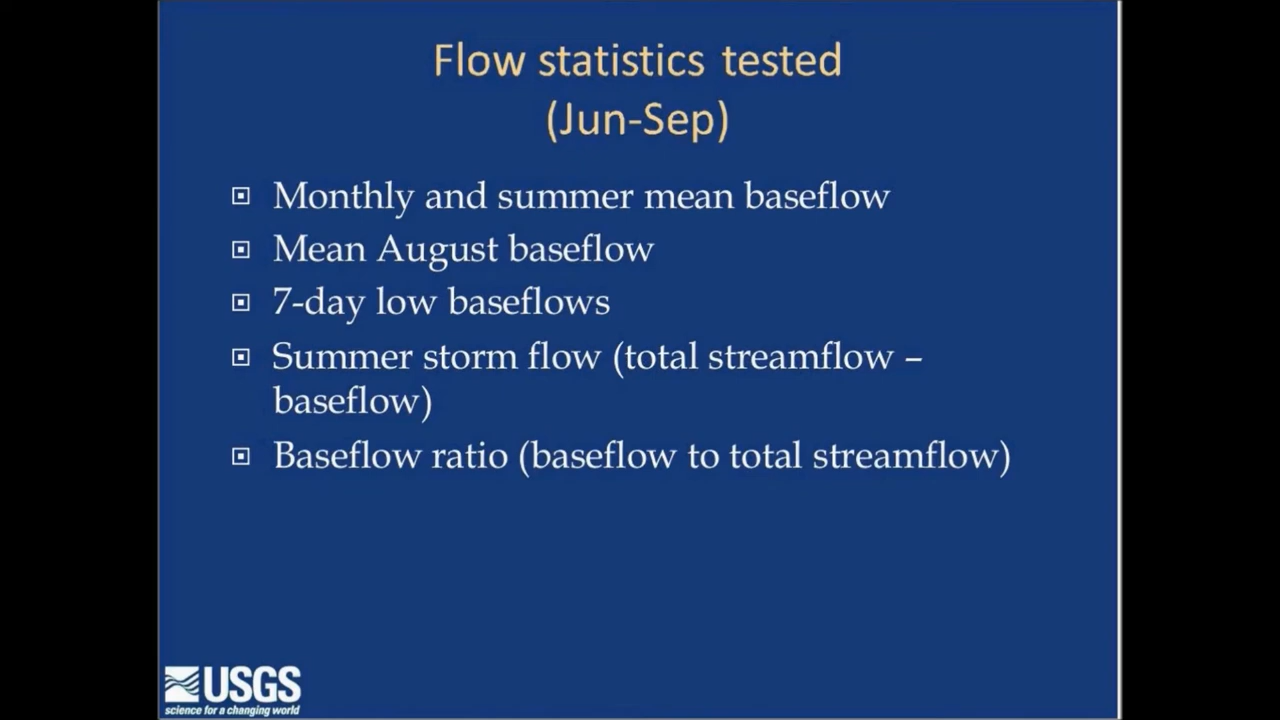 Flow statistics tested
(Jun-Sep)
Monthly and summer mean baseflow
Mean August baseflow
7-day low baseflows
Summer storm flow (total streamflow –
baseflow)
Baseflow ratio (baseflow to total streamflow)
USGS
science for a changing world